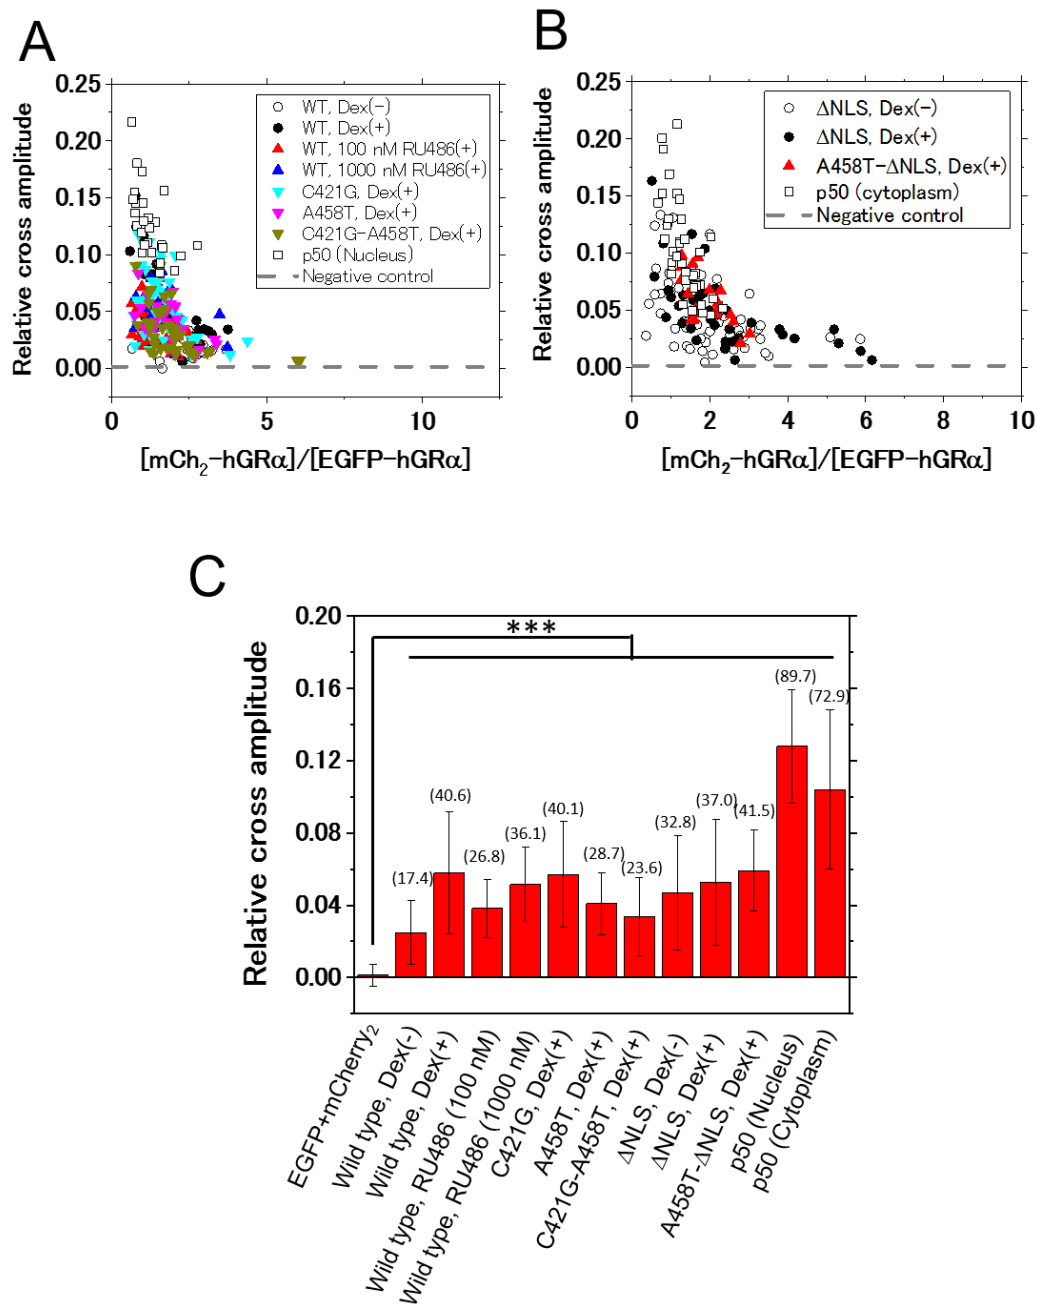 A
Relative cross amplitude
0.25
0.20
0.15
0.10
0.05
0.00
0
5
10
[mCh₂-hGRα]/[EGFP-hGRα]
WT, Dex(-)
WT, Dex(+)
WT, 100 nM RU486(+)
WT, 1000 nM RU486(+)
C421G, Dex(+)
A458T, Dex(+)
C421G-A458T, Dex(+)
p50 (Nucleus)
Negative control
B
Relative cross amplitude
0.25
0.20
0.15
0.10
0.05
0.00
0
2
4
6
8
10
[mCh₂-hGRα]/[EGFP-hGRα]
ΔNLS, Dex(-)
ΔNLS, Dex(+)
A458T-ΔNLS, Dex(+)
p50 (cytoplasm)
Negative control
C
Relative cross amplitude
0.20
0.16
0.12
0.08
0.04
0.00
***
(17.4)
(40.6)
(26.8)
(36.1)
(40.1)
(28.7)
(23.6)
(32.8)
(37.0)
(41.5)
(89.7)
(72.9)
EGFP+mCherry₂
Wild type, Dex(-)
Wild type, Dex(+)
Wild type, RU486 (100 nM)
Wild type, RU486 (1000 nM)
C421G, Dex(+)
A458T, Dex(+)
C421G-A458T, Dex(+)
ΔNLS, Dex(-)
ΔNLS, Dex(+)
A458T-ΔNLS, Dex(+)
p50 (Nucleus)
p50 (Cytoplasm)